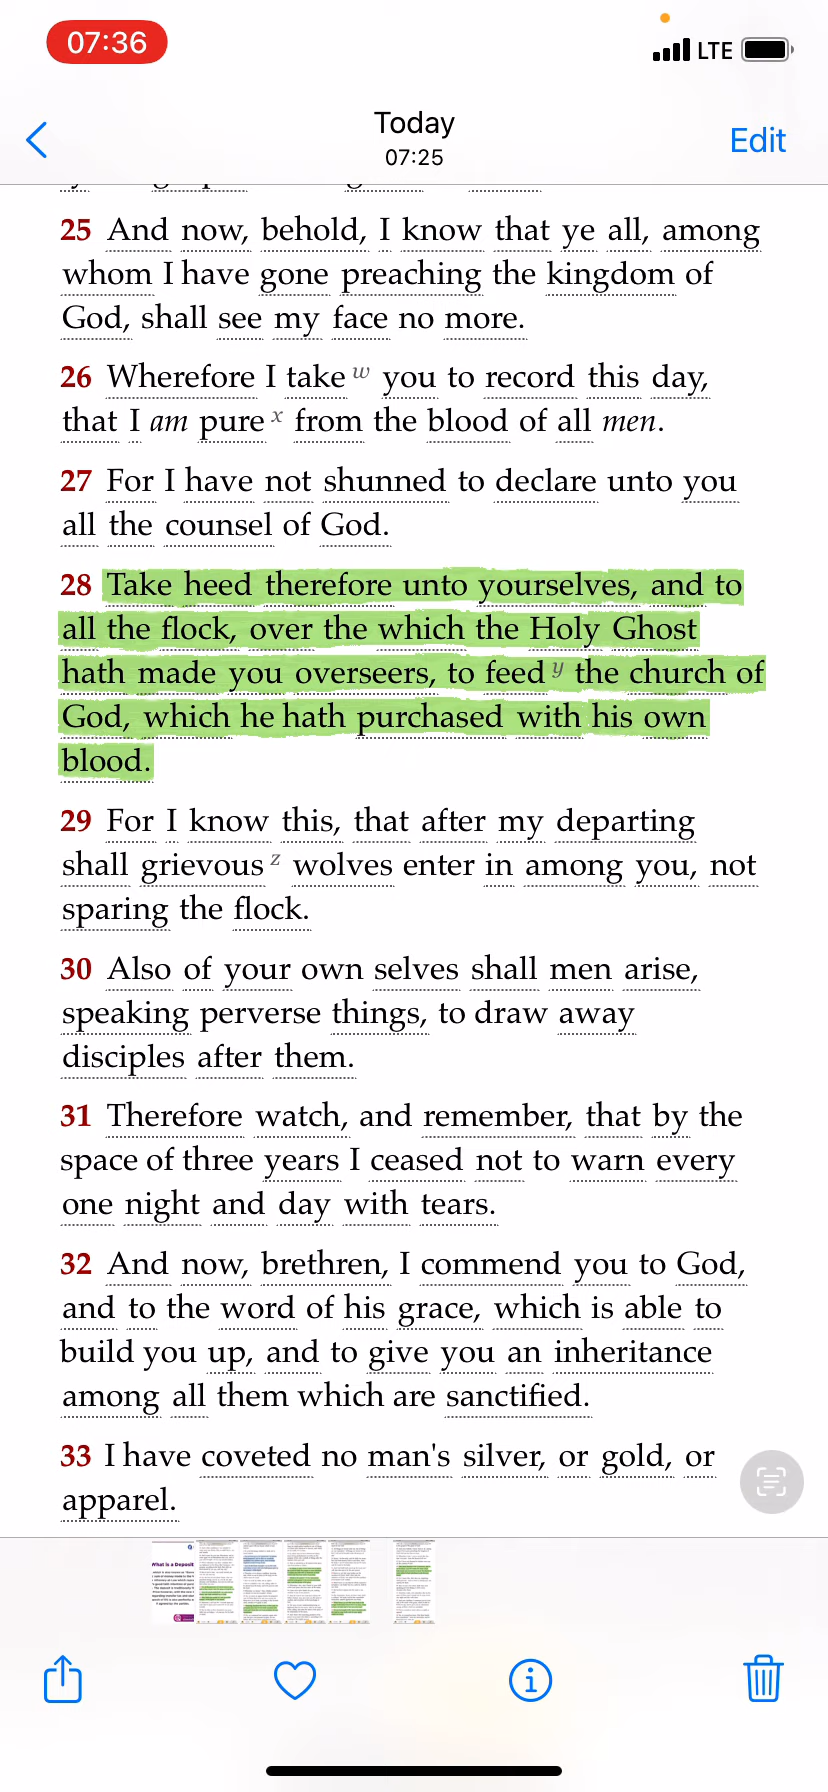 07:36
LTE
Today
07:25
Edit
25 And now, behold, I know that ye all, among
whom I have gone preaching the kingdom of
God, shall see my face no more.
26 Wherefore I take w you to record this day,
that I am pure x from the blood of all men.
27 For I have not shunned to declare unto you
all the counsel of God.
28 Take heed therefore unto yourselves, and to
all the flock, over the which the Holy Ghost
hath made you overseers, to feed y the church of
God, which he hath purchased with his own
blood.
29 For I know this, that after my departing
shall grievous z wolves enter in among you, not
sparing the flock.
30 Also of your own selves shall men arise,
speaking perverse things, to draw away
disciples after them.
31 Therefore watch, and remember, that by the
space of three years I ceased not to warn every
one night and day with tears.
32 And now, brethren, I commend you to God,
and to the word of his grace, which is able to
build you up, and to give you an inheritance
among all them which are sanctified.
33 I have coveted no man's silver, or gold, or
apparel.
What is a Deposit